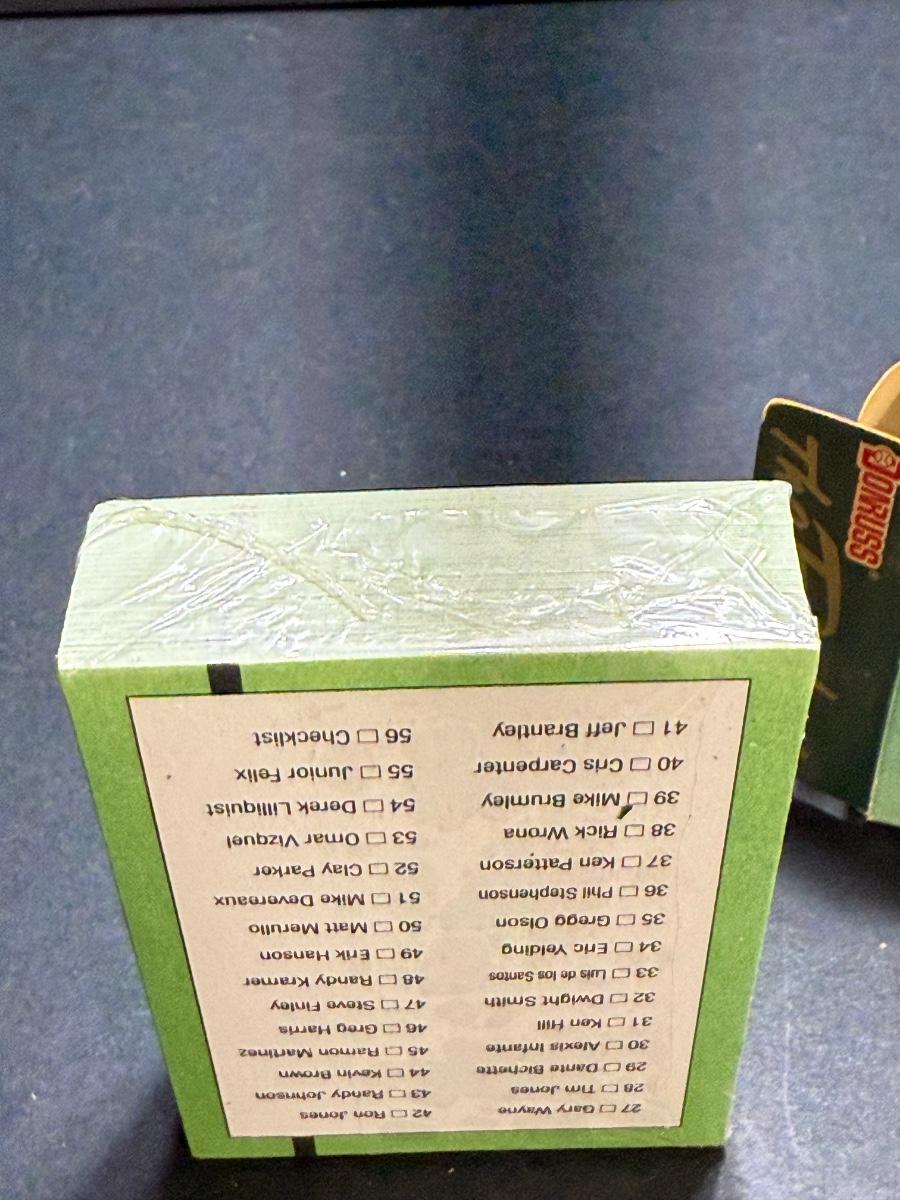 27 Gary Wayne
28 Tim Jones
29 Dante Bichette
30 Alexis Infante
31 Ken Hill
32 Dwight Smith
33 Luis de los Santos
34 Eric Yelding
35 Gregg Olson
36 Phil Stephenson
37 Ken Patterson
38 Rick Wrona
39 Mike Brumley
40 Cris Carpenter
41 Jeff Brantley
42 Ron Jones
43 Randy Johnson
44 Kevin Brown
45 Ramon Martinez
46 Greg Harris
47 Steve Finley
48 Randy Kramer
49 Erik Hanson
50 Matt Merullo
51 Mike Devereaux
52 Clay Parker
53 Omar Vizquel
54 Derek Lilliquist
55 Junior Felix
56 Checklist
DONRUSS
The